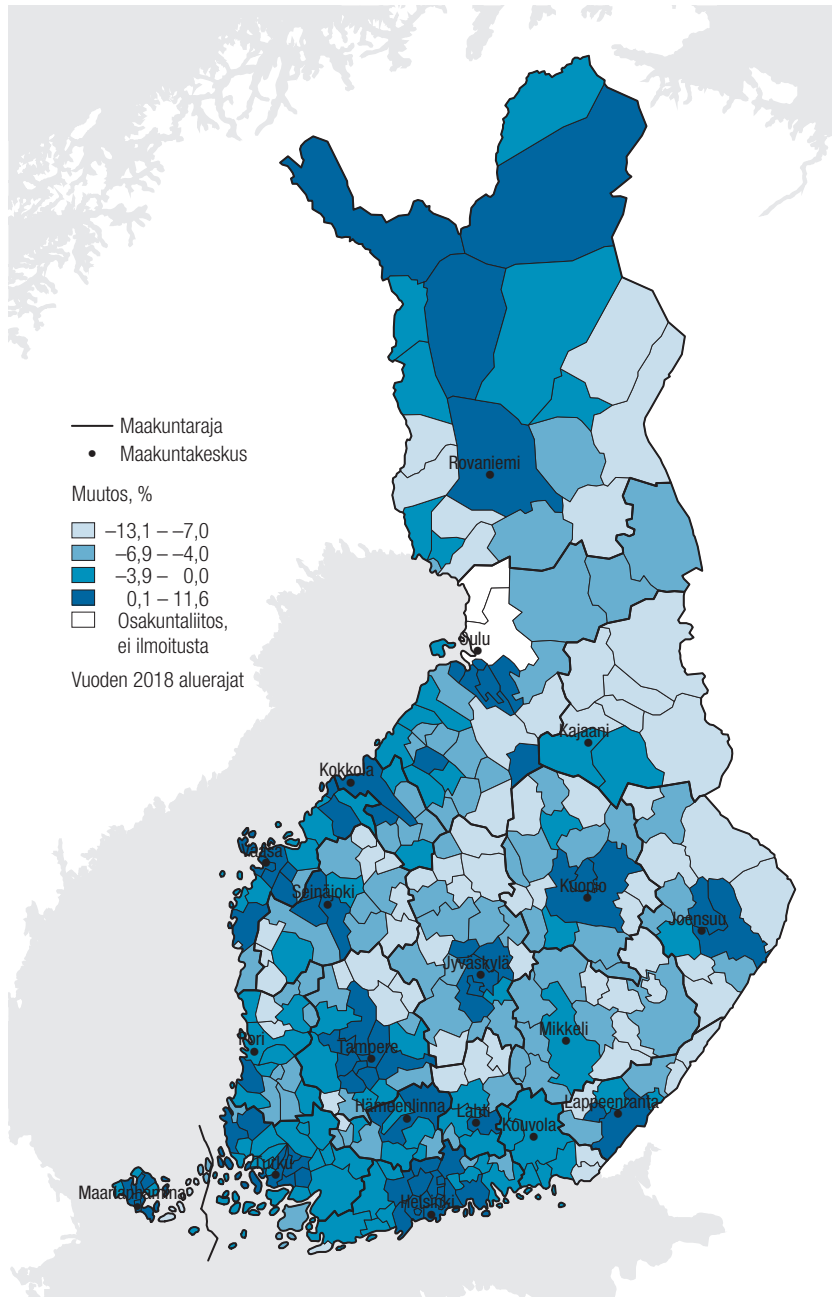 Maakuntaraja
Maakuntakeskus
Muutos, %
–13,1 – –7,0
–6,9 – –4,0
–3,9 – 0,0
0,1 – 11,6
Osakuntaliitos,
ei ilmoitusta
Vuoden 2018 aluerajat
Rovaniemi
Oulu
Kajaani
Kokkola
Vaasa
Seinäjoki
Kuopio
Joensuu
Jyväskylä
Mikkeli
Pori
Tampere
Hämeenlinna
Lahti
Kouvola
Lappeenranta
Turku
Maarianhamina
Helsinki